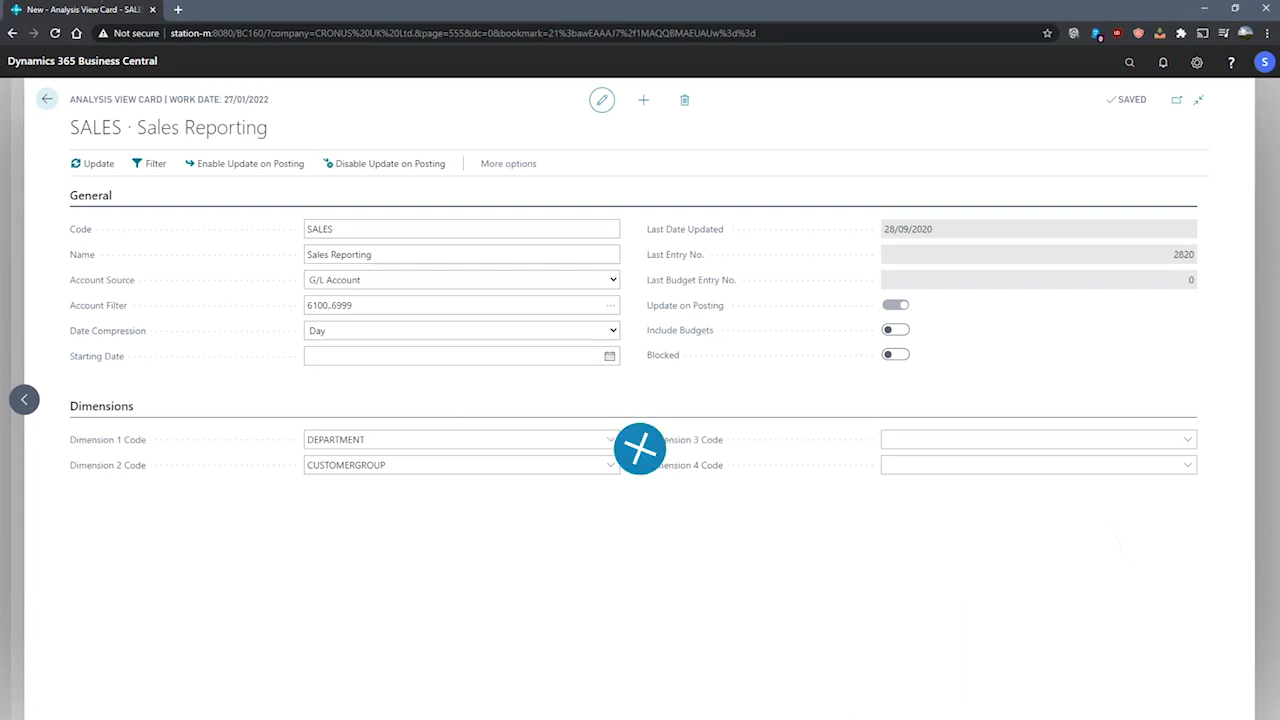 New - Analysis View Card - SALE
Not secure station-m:8080/BC160/?company=CRONUS%20UK%20Ltd.&page=555&dc=0&bookmark=21%3bawEAAAJ7%2f1MAQQBMAEUAUw%3d%3d
Dynamics 365 Business Central
? S
ANALYSIS VIEW CARD | WORK DATE: 27/01/2022
SAVED
SALES · Sales Reporting
Update Filter Enable Update on Posting Disable Update on Posting More options
General
Code SALES
Name Sales Reporting
Account Source G/L Account
Account Filter 6100..6999
Date Compression Day
Starting Date
Last Date Updated 28/09/2020
Last Entry No. 2820
Last Budget Entry No. 0
Update on Posting
Include Budgets
Blocked
Dimensions
Dimension 1 Code DEPARTMENT
Dimension 2 Code CUSTOMERGROUP
ension 3 Code
ension 4 Code